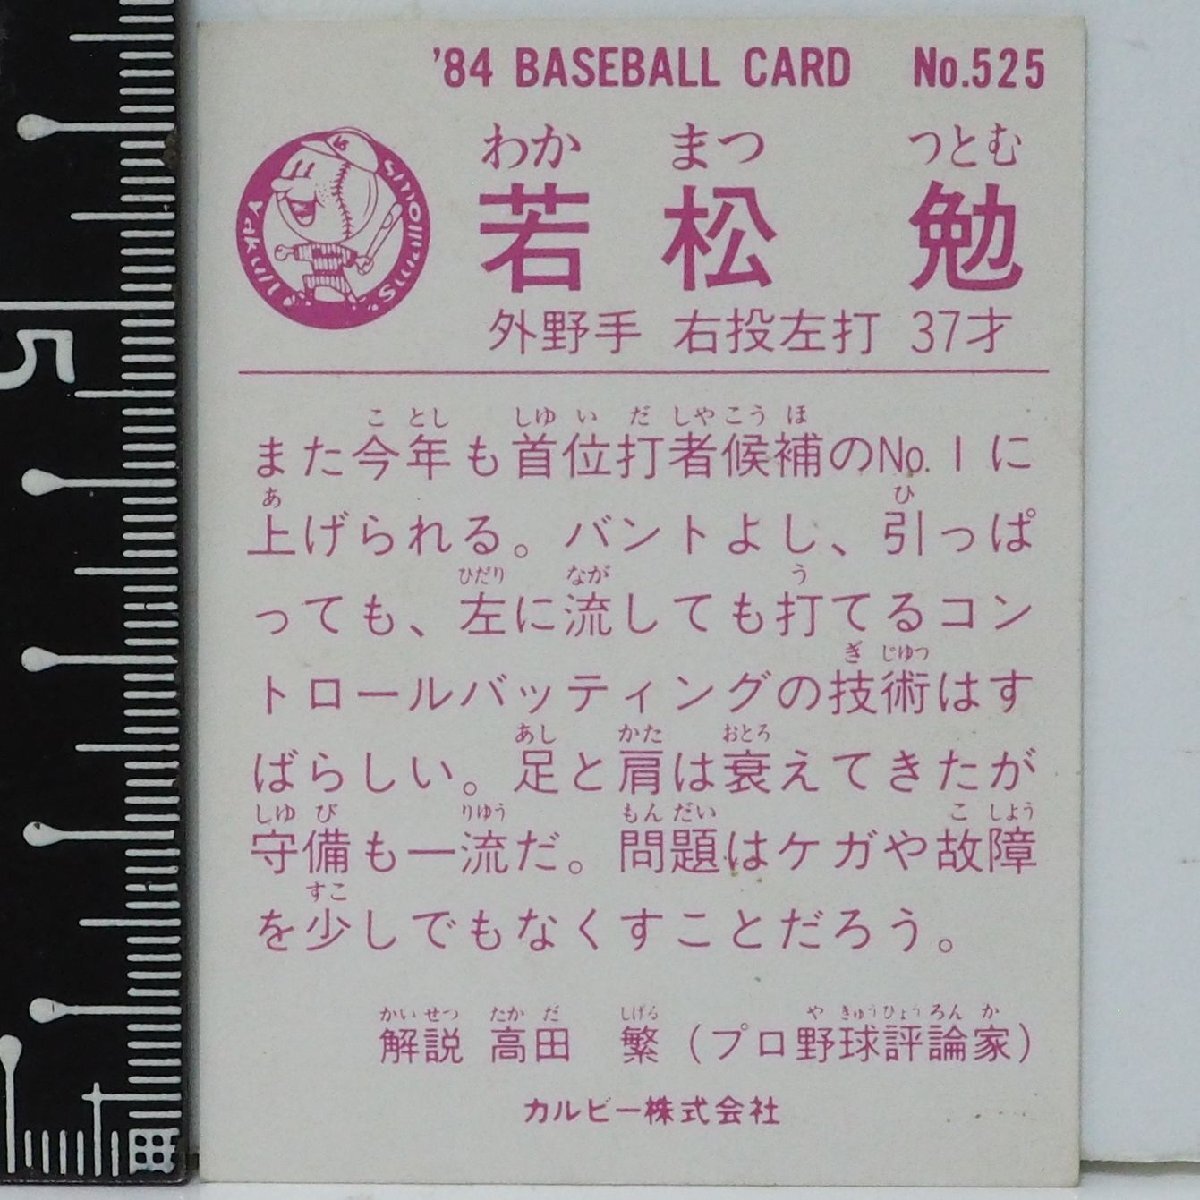 '84 BASEBALL CARD No.525
わか まつ つとむ
若松 勉
Yakult Swallows
外野手 右投左打 37才
こ とし しゆ い だ しや こう ほ
また今年も首位打者候補のNo.1に
あ ひ
上げられる。バントよし、引っぱ
ひだり なが う
っても、左に流しても打てるコン
ぎ じゆつ
トロールバッティングの技術はす
あし かた おとろ
ばらしい。足と肩は衰えてきたが
しゆ び りゆう もん だい こ しよう
守備も一流だ。問題はケガや故障
すこ
を少しでもなくすことだろう。
かい せつ たか だ しげる や きゆう ひよう ろん か
解説 高田 繁(プロ野球評論家)
カルビー株式会社
5